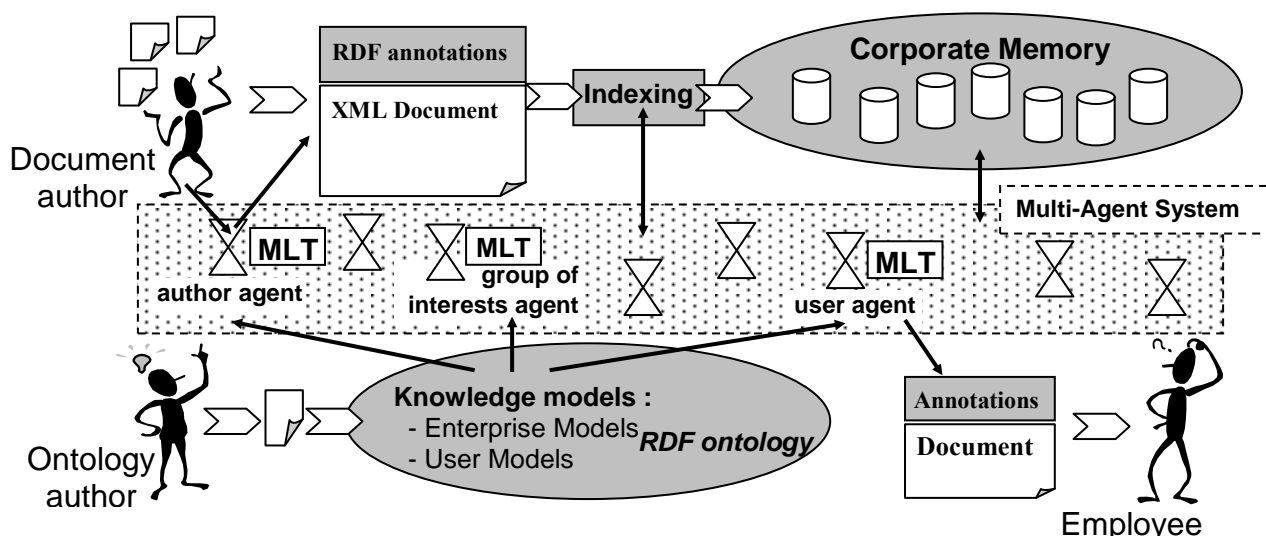 RDF annotations
XML Document
Indexing
Corporate Memory
Document
author
Multi-Agent System
MLT
author agent
MLT
group of
interests agent
MLT
user agent
Knowledge models :
- Enterprise Models
- User Models
RDF ontology
Annotations
Document
Ontology
author
Employee